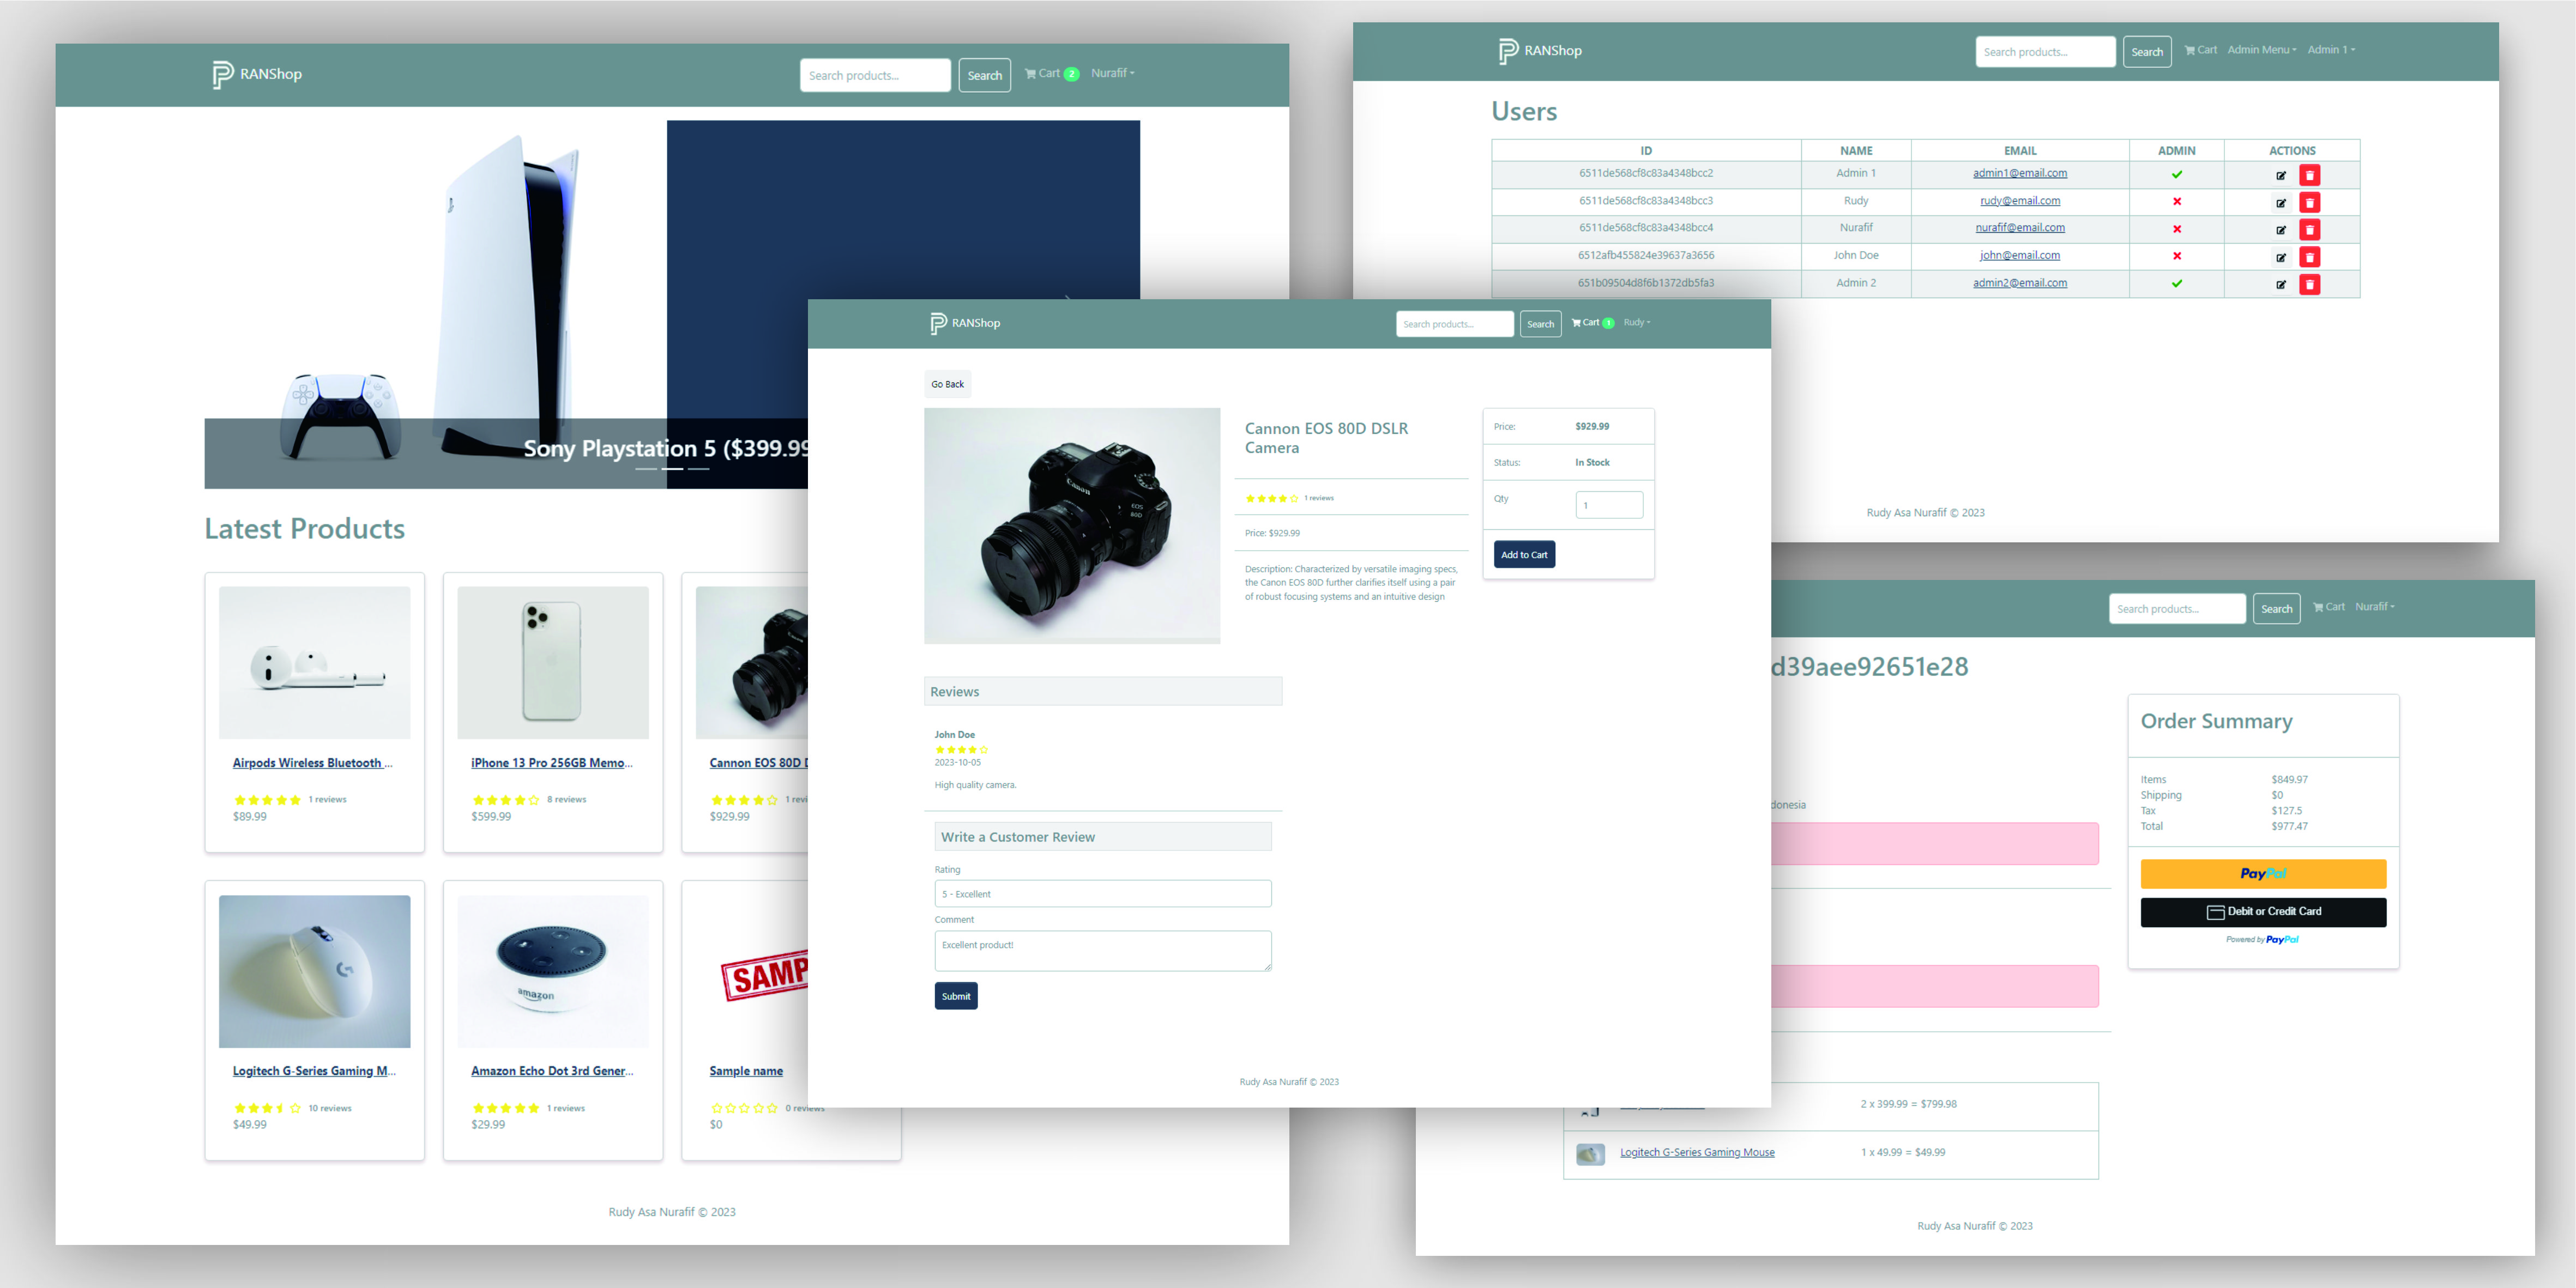 RANShop
Search products...
Search
Cart 2
Nurafif
Sony Playstation 5 ($399.99
Latest Products
Airpods Wireless Bluetooth ...
1 reviews
$89.99
iPhone 13 Pro 256GB Memo...
8 reviews
$599.99
Cannon EOS 80D
1 revi
$929.99
Logitech G-Series Gaming M...
10 reviews
$49.99
amazon
Amazon Echo Dot 3rd Gener...
1 reviews
$29.99
SAMP
Sample name
0 reviews
$0
Rudy Asa Nurafif © 2023
RANShop
Search products...
Search
Cart 1
Rudy
Go Back
Canon
EOS
80D
Cannon EOS 80D DSLR
Camera
1 reviews
Price: $929.99
Description: Characterized by versatile imaging specs,
the Canon EOS 80D further clarifies itself using a pair
of robust focusing systems and an intuitive design
Price: $929.99
Status: In Stock
Qty 1
Add to Cart
Reviews
John Doe
2023-10-05
High quality camera.
Write a Customer Review
Rating
5 - Excellent
Comment
Excellent product!
Submit
Rudy Asa Nurafif © 2023
RANShop
Search products...
Search
Cart
Admin Menu
Admin 1
Users
ID NAME EMAIL ADMIN ACTIONS
6511de568cf8c83a4348bcc2 Admin 1 admin1@email.com
6511de568cf8c83a4348bcc3 Rudy rudy@email.com
6511de568cf8c83a4348bcc4 Nurafif nurafif@email.com
6512afb455824e39637a3656 John Doe john@email.com
651b09504d8f6b1372db5fa3 Admin 2 admin2@email.com
Rudy Asa Nurafif © 2023
Search products...
Search
Cart
Nurafif
d39aee92651e28
donesia
Order Summary
Items $849.97
Shipping $0
Tax $127.5
Total $977.47
PayPal
Debit or Credit Card
Powered by PayPal
2 x 399.99 = $799.98
Logitech G-Series Gaming Mouse 1 x 49.99 = $49.99
Rudy Asa Nurafif © 2023